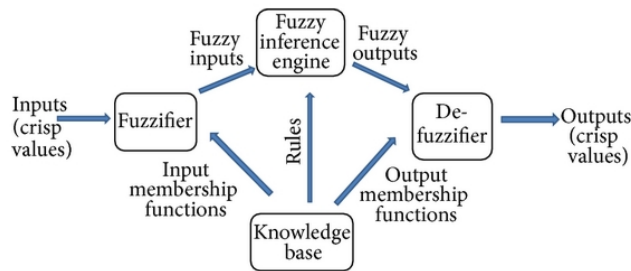 Fuzzy
inference
engine
Fuzzy
inputs
Fuzzy
outputs
Inputs
(crisp
values)
Fuzzifier
De-
fuzzifier
Outputs
(crisp
values)
Input
membership
functions
Rules
Output
membership
functions
Knowledge
base